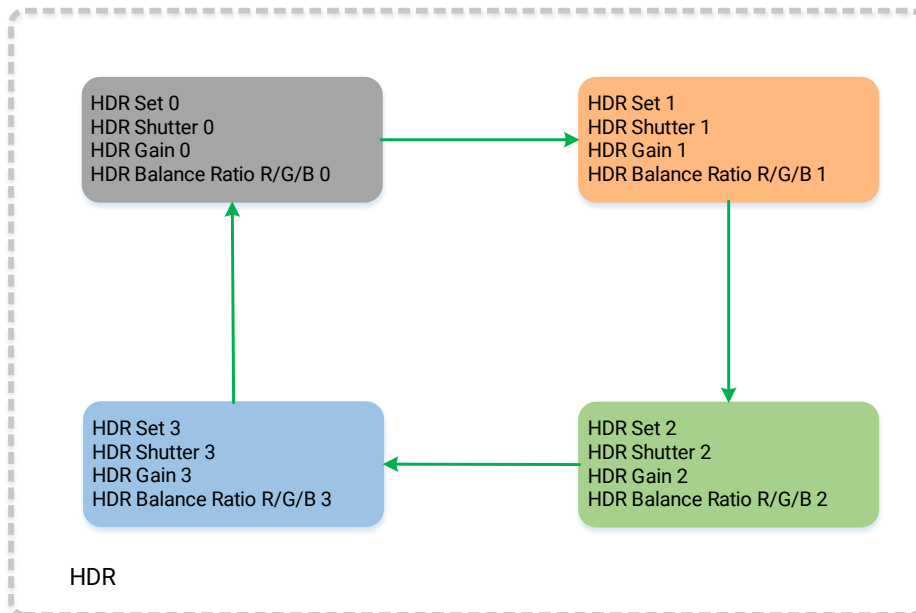 HDR Set 0
HDR Shutter 0
HDR Gain 0
HDR Balance Ratio R/G/B 0
HDR Set 1
HDR Shutter 1
HDR Gain 1
HDR Balance Ratio R/G/B 1
HDR Set 3
HDR Shutter 3
HDR Gain 3
HDR Balance Ratio R/G/B 3
HDR Set 2
HDR Shutter 2
HDR Gain 2
HDR Balance Ratio R/G/B 2
HDR